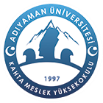 ADIYAMAN ÜNİVERSİTESİ
1997
KAHTA MESLEK YÜKSEKOKULU